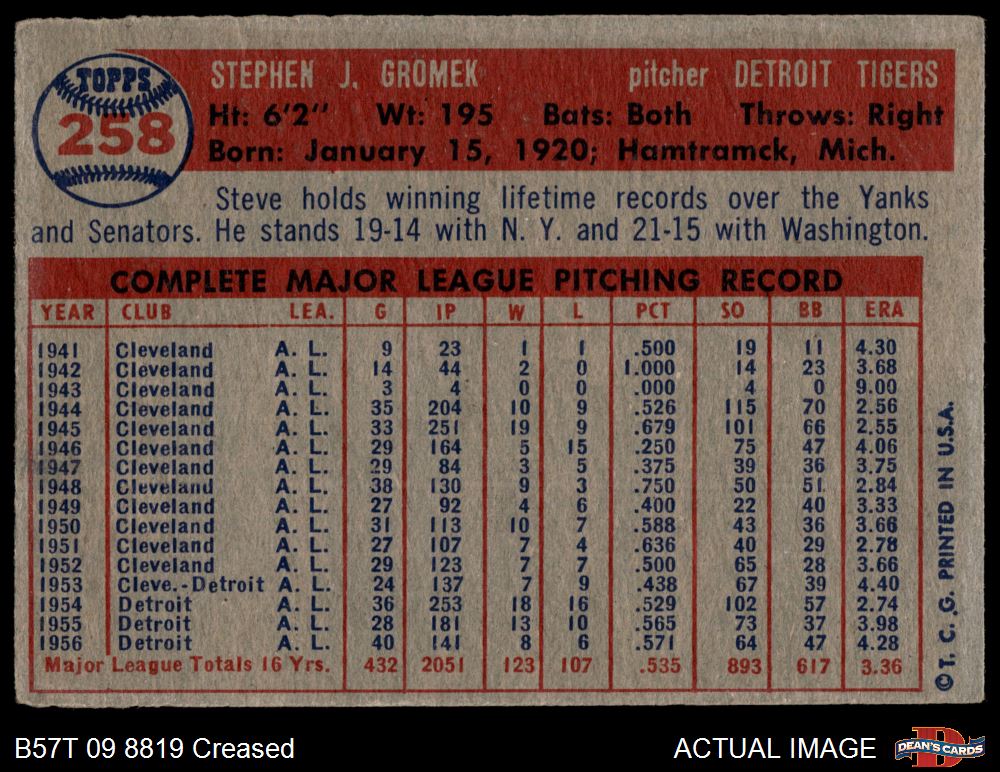 TOPPS
258
STEPHEN J. GROMEK pitcher DETROIT TIGERS
Ht: 6'2" Wt: 195 Bats: Both Throws: Right
Born: January 15, 1920; Hamtramck, Mich.
Steve holds winning lifetime records over the Yanks
and Senators. He stands 19-14 with N. Y. and 21-15 with Washington.
COMPLETE MAJOR LEAGUE PITCHING RECORD
YEAR CLUB LEA. G IP W L PCT SO BB ERA
1941 Cleveland A. L. 9 23 1 1 .500 19 11 4.30
1942 Cleveland A. L. 14 44 2 0 1.000 14 23 3.68
1943 Cleveland A. L. 3 4 0 0 .000 4 0 9.00
1944 Cleveland A. L. 35 204 10 9 .526 115 70 2.56
1945 Cleveland A. L. 33 251 19 9 .679 101 66 2.55
1946 Cleveland A. L. 29 164 5 15 .250 75 47 4.06
1947 Cleveland A. L. 29 84 3 5 .375 39 36 3.75
1948 Cleveland A. L. 38 130 9 3 .750 50 51 2.84
1949 Cleveland A. L. 27 92 4 6 .400 22 40 3.33
1950 Cleveland A. L. 31 113 10 7 .588 43 36 3.66
1951 Cleveland A. L. 27 107 7 4 .636 40 29 2.78
1952 Cleveland A. L. 29 123 7 7 .500 65 28 3.66
1953 Cleve.-Detroit A. L. 24 137 7 9 .438 67 39 4.40
1954 Detroit A. L. 36 253 18 16 .529 102 57 2.74
1955 Detroit A. L. 28 181 13 10 .565 73 37 3.98
1956 Detroit A. L. 40 141 8 6 .571 64 47 4.28
Major League Totals 16 Yrs. 432 2051 123 107 .535 893 617 3.36
© T. C. G. PRINTED IN U.S.A.
B57T 09 8819 Creased
ACTUAL IMAGE
DEAN'S CARDS